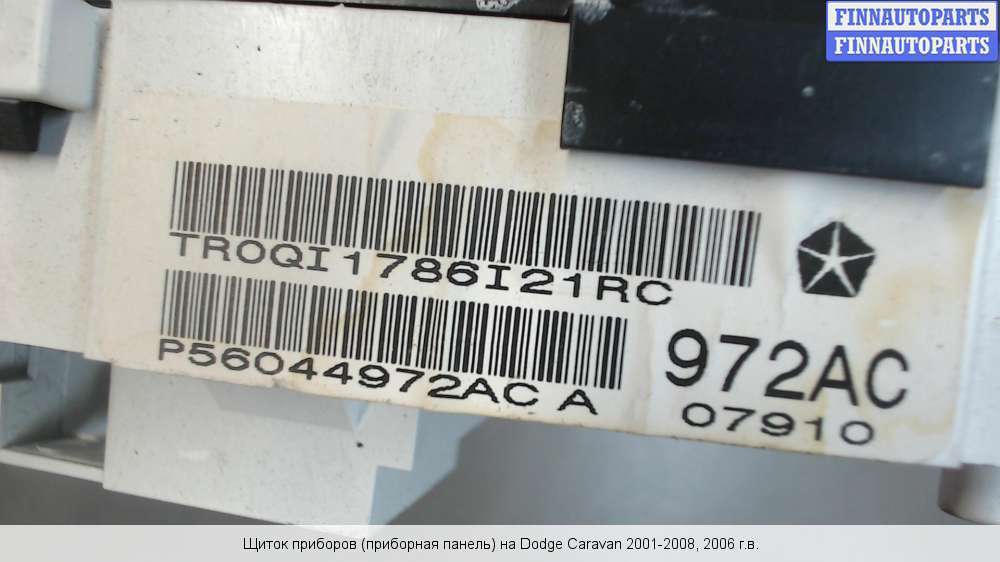 FINNAUTOPARTS
FINNAUTOPARTS
TROQI1786I21RC
P56044972AC A
972AC
07910
Щиток приборов (приборная панель) на Dodge Caravan 2001-2008, 2006 г.в.